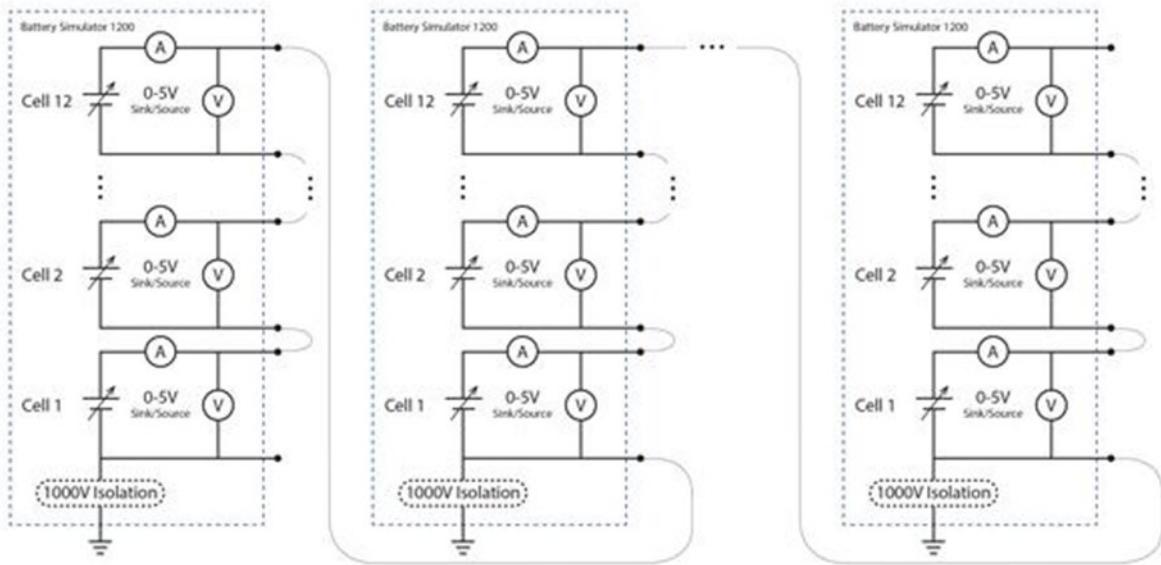 Battery Simulator 1200
A
Cell 12
0-5V
Sink/Source
V
A
Cell 2
0-5V
Sink/Source
V
A
Cell 1
0-5V
Sink/Source
V
1000V Isolation
Battery Simulator 1200
A
Cell 12
0-5V
Sink/Source
V
A
Cell 2
0-5V
Sink/Source
V
A
Cell 1
0-5V
Sink/Source
V
1000V Isolation
Battery Simulator 1200
A
Cell 12
0-5V
Sink/Source
V
A
Cell 2
0-5V
Sink/Source
V
A
Cell 1
0-5V
Sink/Source
V
1000V Isolation